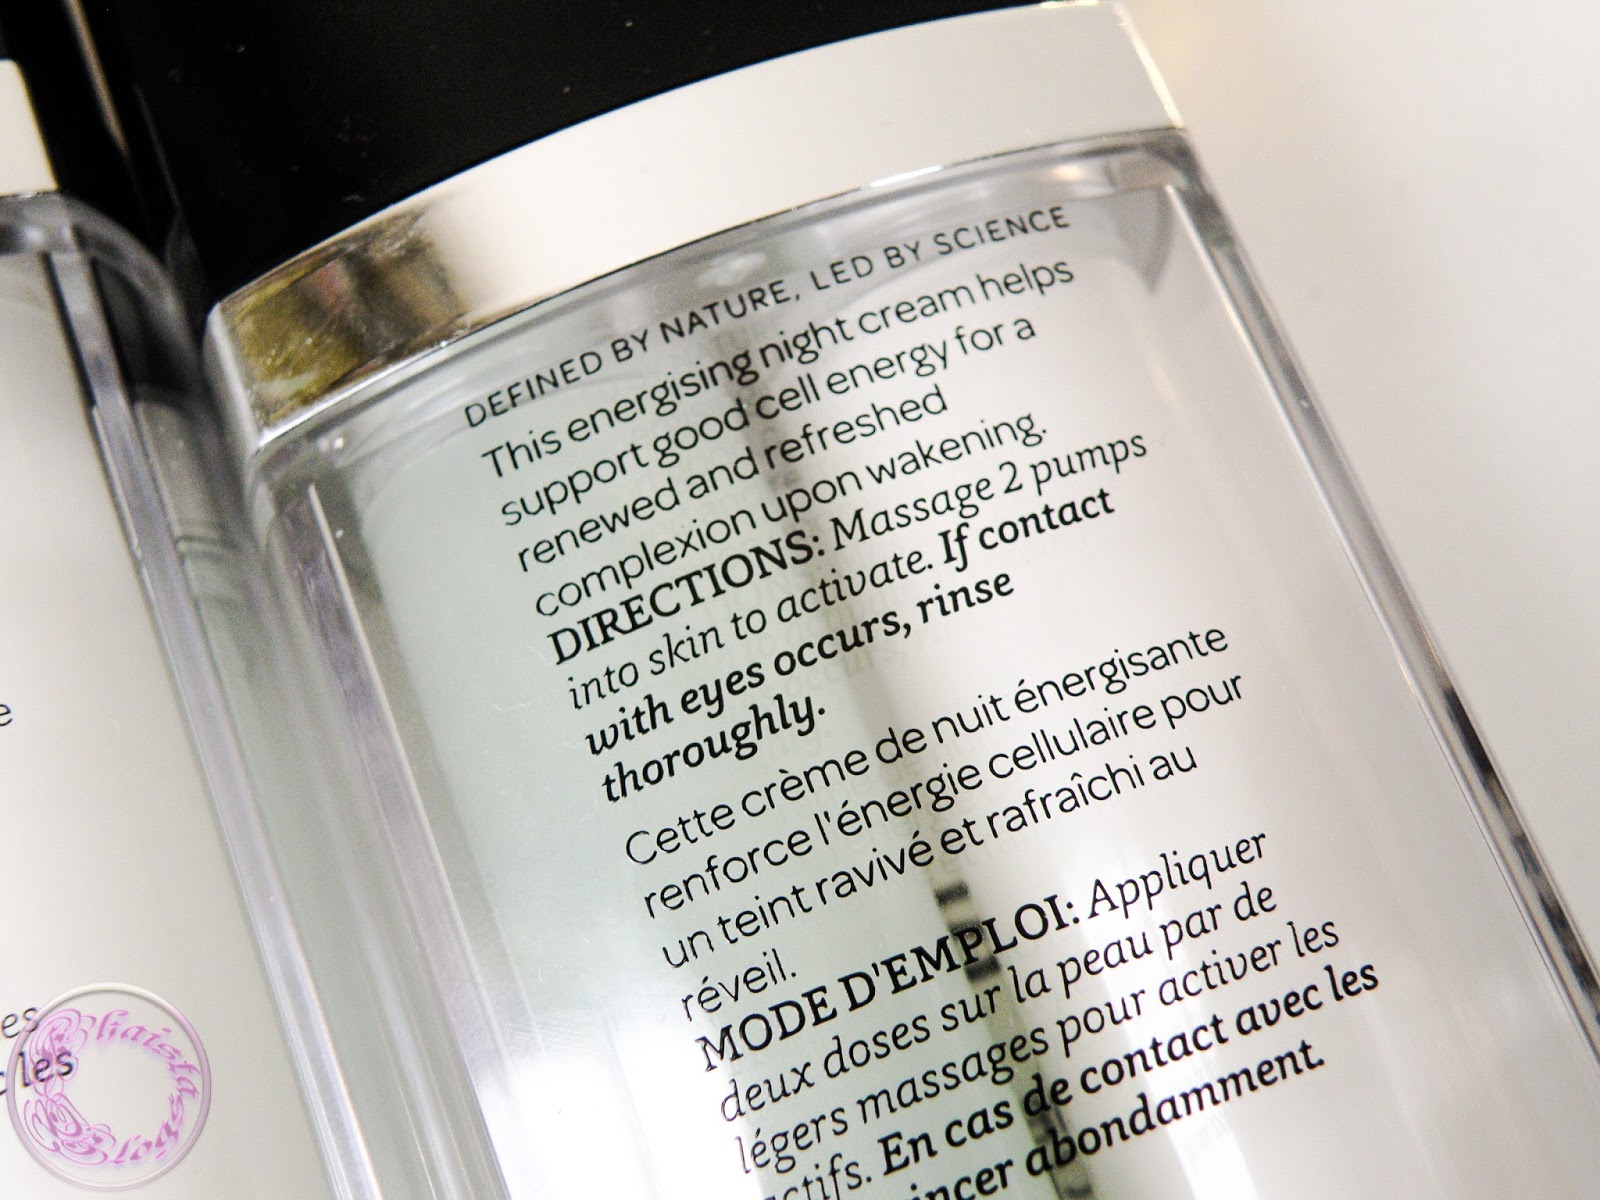 DEFINED BY NATURE, LED BY SCIENCE
This energising night cream helps
support good cell energy for a
renewed and refreshed
complexion upon wakening.
DIRECTIONS: Massage 2 pumps
into skin to activate. If contact
with eyes occurs, rinse
thoroughly.
Cette crème de nuit énergisante
renforce l'énergie cellulaire pour
un teint ravivé et rafraîchi au
réveil.
MODE D'EMPLOI: Appliquer
deux doses sur la peau par de
légers massages pour activer les
actifs. En cas de contact avec les
abondamment.
les